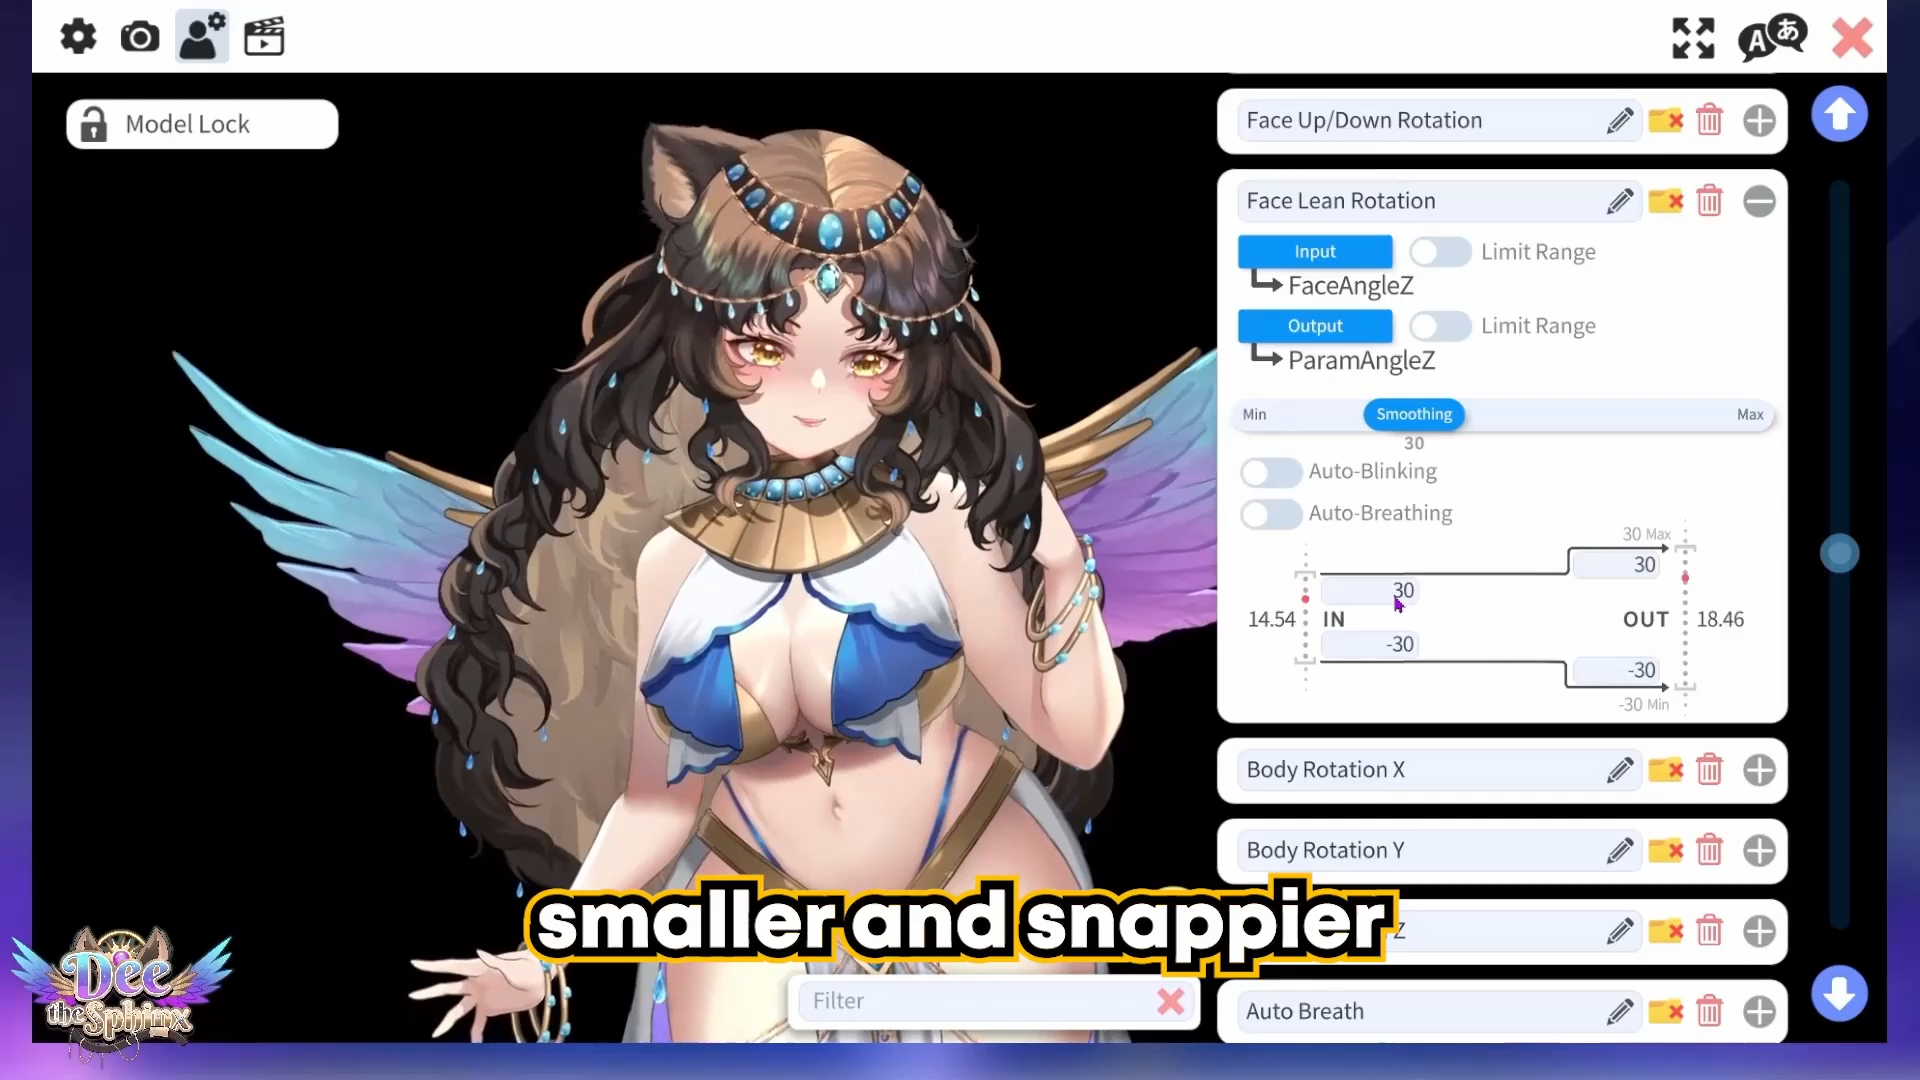 Model Lock
Face Up/Down Rotation
Face Lean Rotation
Input
Limit Range
FaceAngleZ
Output
Limit Range
ParamAngleZ
Min
Smoothing
Max
30
Auto-Blinking
Auto-Breathing
30 Max
30
30
14.54
IN
OUT
18.46
-30
-30
-30 Min
Body Rotation X
Body Rotation Y
Z
smaller and snappier
Filter
Auto Breath
Dee
the Sphinx
A
あ